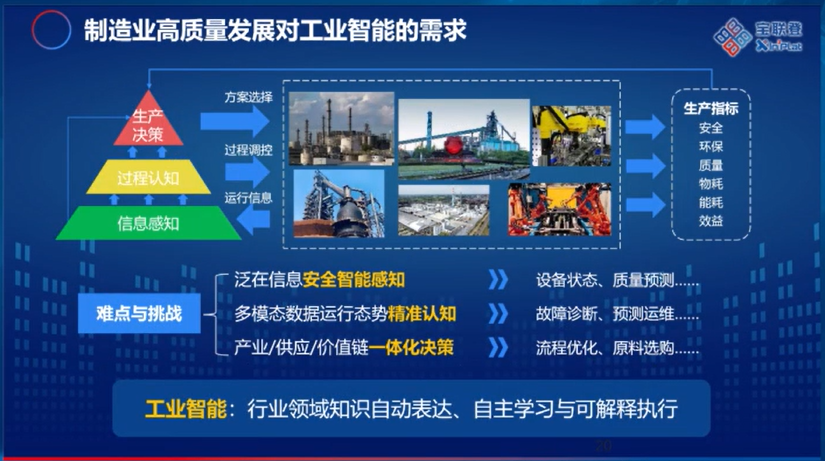 制造业高质量发展对工业智能的需求
宝联登
XinPLat
生产
决策
过程认知
信息感知
方案选择
过程调控
运行信息
生产指标
安全
环保
质量
物耗
能耗
效益
难点与挑战
泛在信息安全智能感知
设备状态、质量预测......
多模态数据运行态势精准认知
故障诊断、预测运维......
产业/供应/价值链一体化决策
流程优化、原料选购......
工业智能：行业领域知识自动表达、自主学习与可解释执行
20